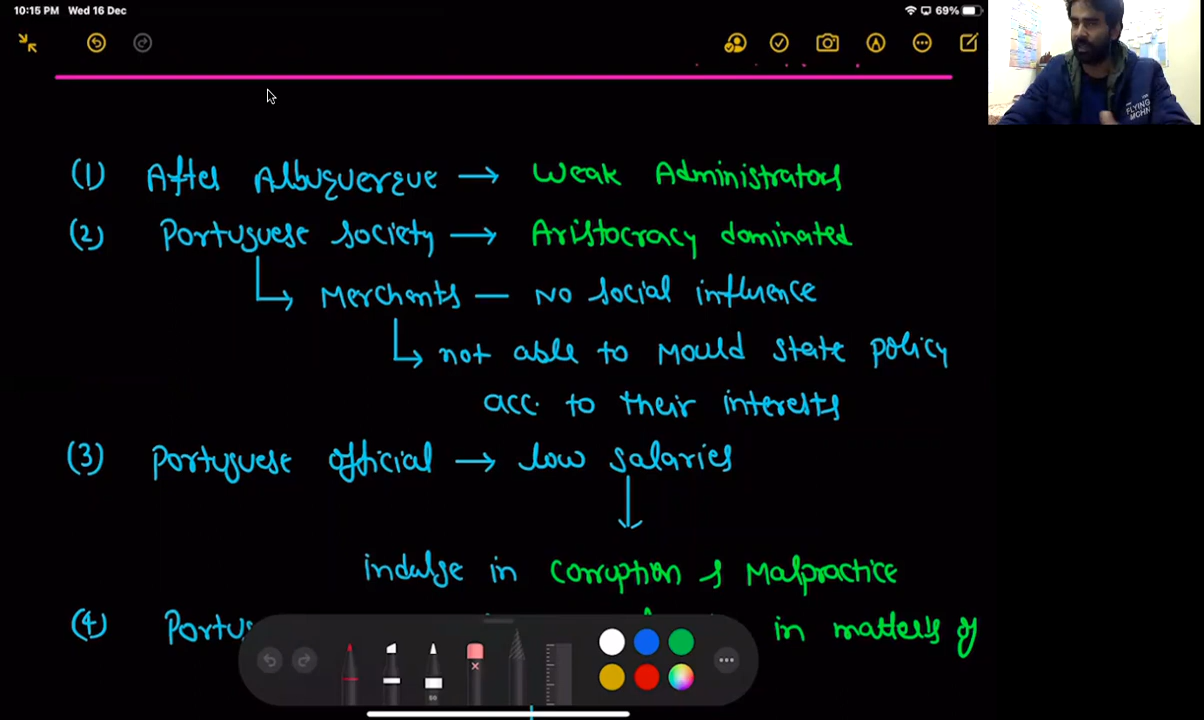 10:15 PM Wed 16 Dec 69%
(1) After Albuquerque → Weak Administrators
(2) Portuguese society → Aristocracy dominated
Merchants — No social influence
not able to Mould state policy
acc. to their interests
(3) Portuguese official → low salaries
indulge in Corruption & Malpractice
(4) Portu in matters of
FLYING
MCHN